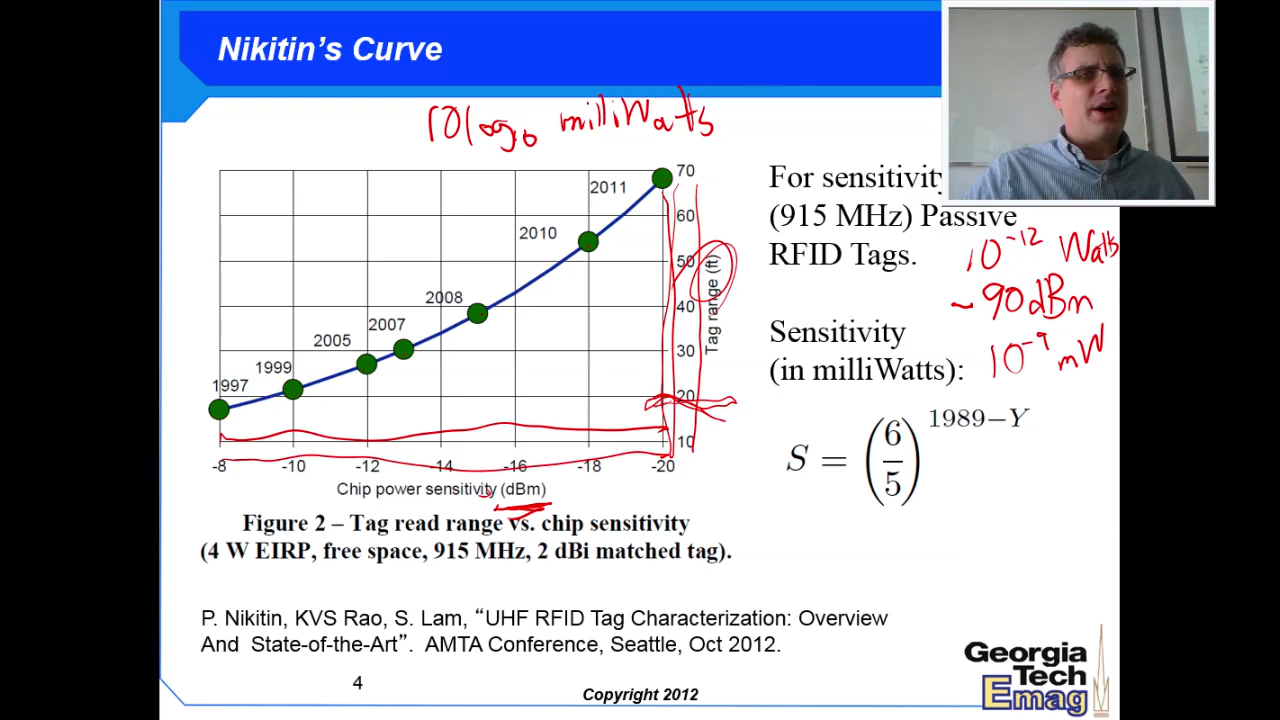 Nikitin's Curve
10log10 milliWatts
70
60
50
40
30
20
10
Tag range (ft)
2011
2010
2008
2007
2005
1999
1997
-8 -10 -12 -14 -16 -18 -20
Chip power sensitivity (dBm)
Figure 2 – Tag read range vs. chip sensitivity
(4 W EIRP, free space, 915 MHz, 2 dBi matched tag).
For sensitivity
(915 MHz) Passive
RFID Tags.
10^-12 Watts
-90 dBm
10^-9 mW
Sensitivity
(in milliWatts):
S = (6/5)^1989−Y
P. Nikitin, KVS Rao, S. Lam, “UHF RFID Tag Characterization: Overview
And State-of-the-Art”. AMTA Conference, Seattle, Oct 2012.
4
Copyright 2012
Georgia
Tech
Emag